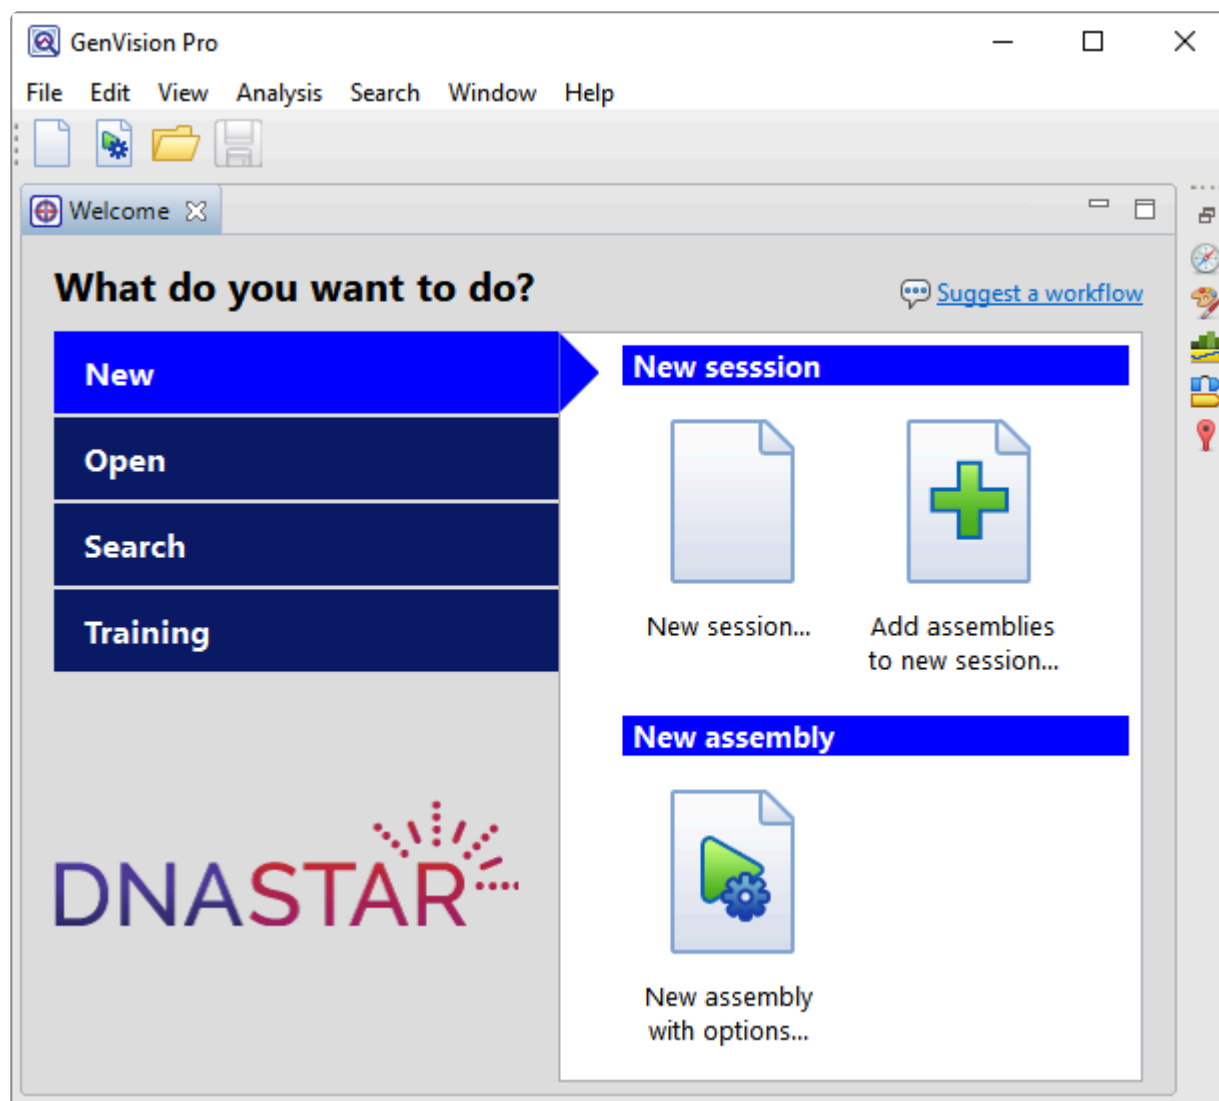 GenVision Pro
File Edit View Analysis Search Window Help
Welcome
What do you want to do?
Suggest a workflow
New
Open
Search
Training
New sesssion
New session...
Add assemblies
to new session...
New assembly
New assembly
with options...
DNASTAR